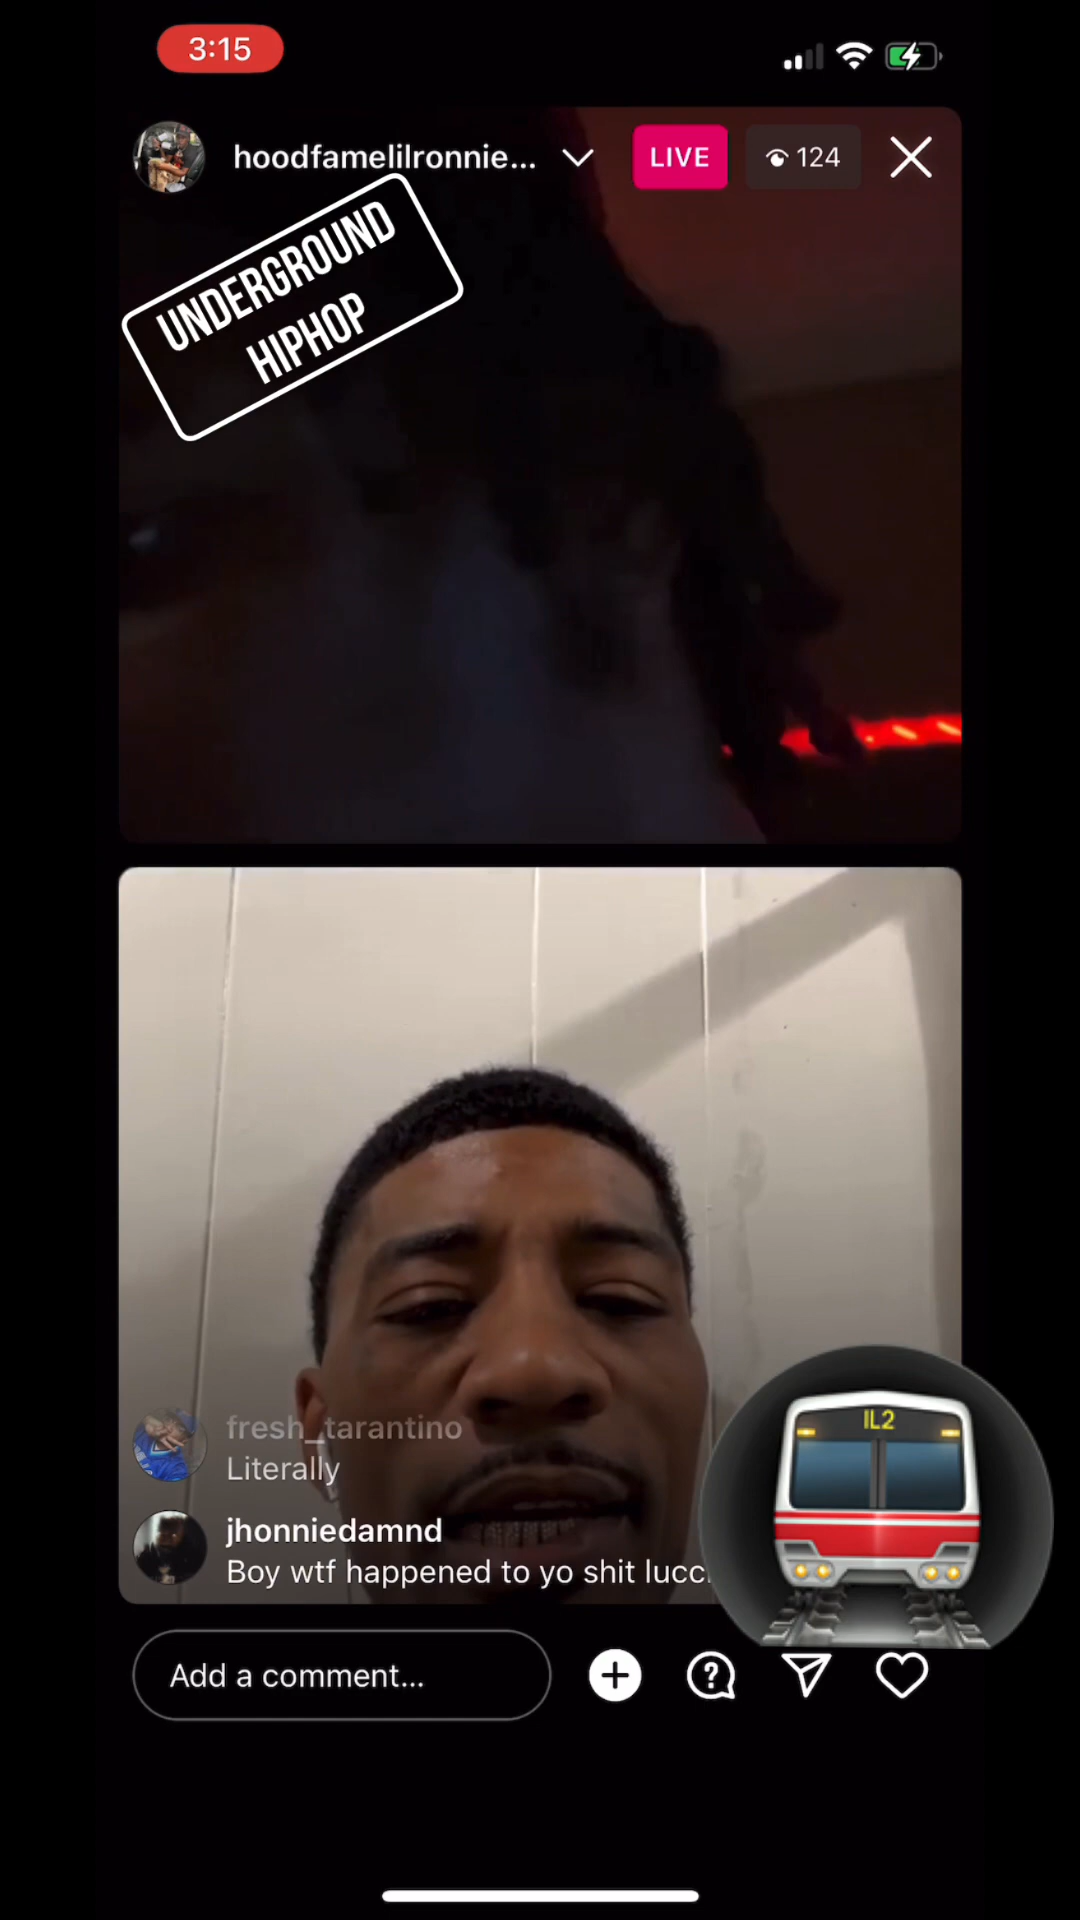 3:15
hoodfamelilronnie...
LIVE
124
UNDERGROUND
HIPHOP
fresh_tarantino
Literally
jhonniedamnd
Boy wtf happened to yo shit lucc
IL2
Add a comment...